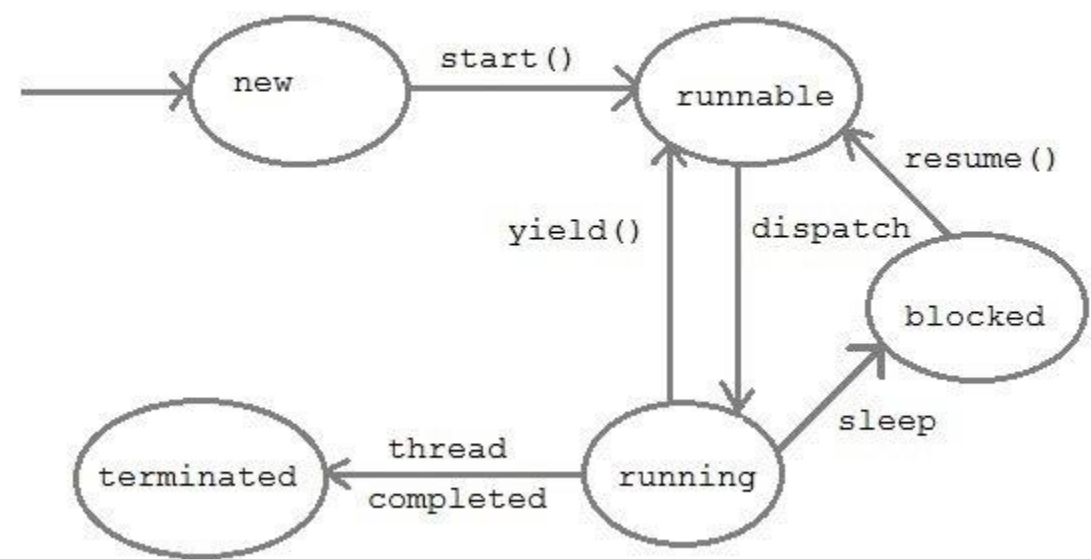 new
start()
runnable
resume()
yield()
dispatch
blocked
sleep
thread
completed
terminated
running